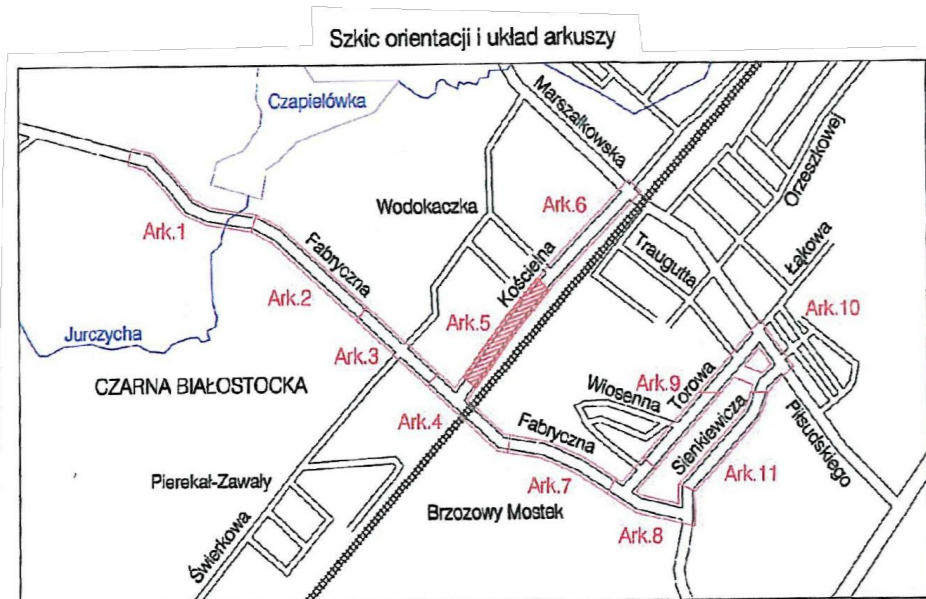 Szkic orientacji i układ arkuszy
Czapielówka
Marszałkowska
Orzeszkowej
Wodokaczka
Ark.6
Ark.1
Fabryczna
Kościelna
Traugutta
Łąkowa
Ark.2
Ark.10
Ark.5
Jurczycha
Ark.3
CZARNA BIAŁOSTOCKA
Wiosenna
Ark.9
Torowa
Ark.4
Fabryczna
Sienkiewicza
Piłsudskiego
Pierekał-Zawały
Ark.7
Ark.11
Brzozowy Mostek
Ark.8
Świerkowa